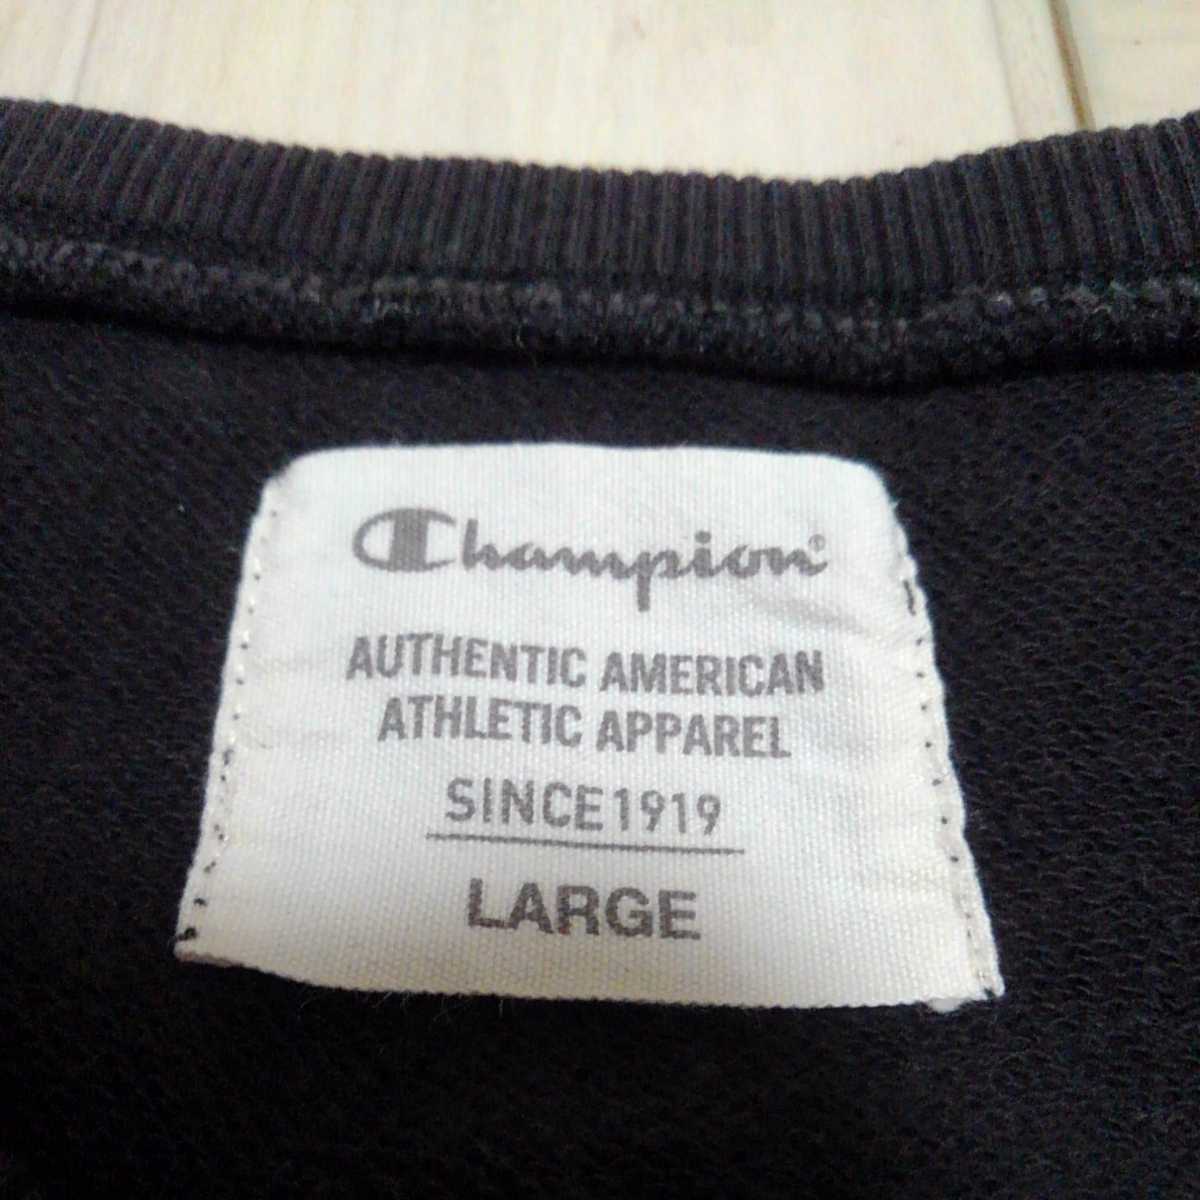 Champion®
AUTHENTIC AMERICAN
ATHLETIC APPAREL
SINCE1919
LARGE